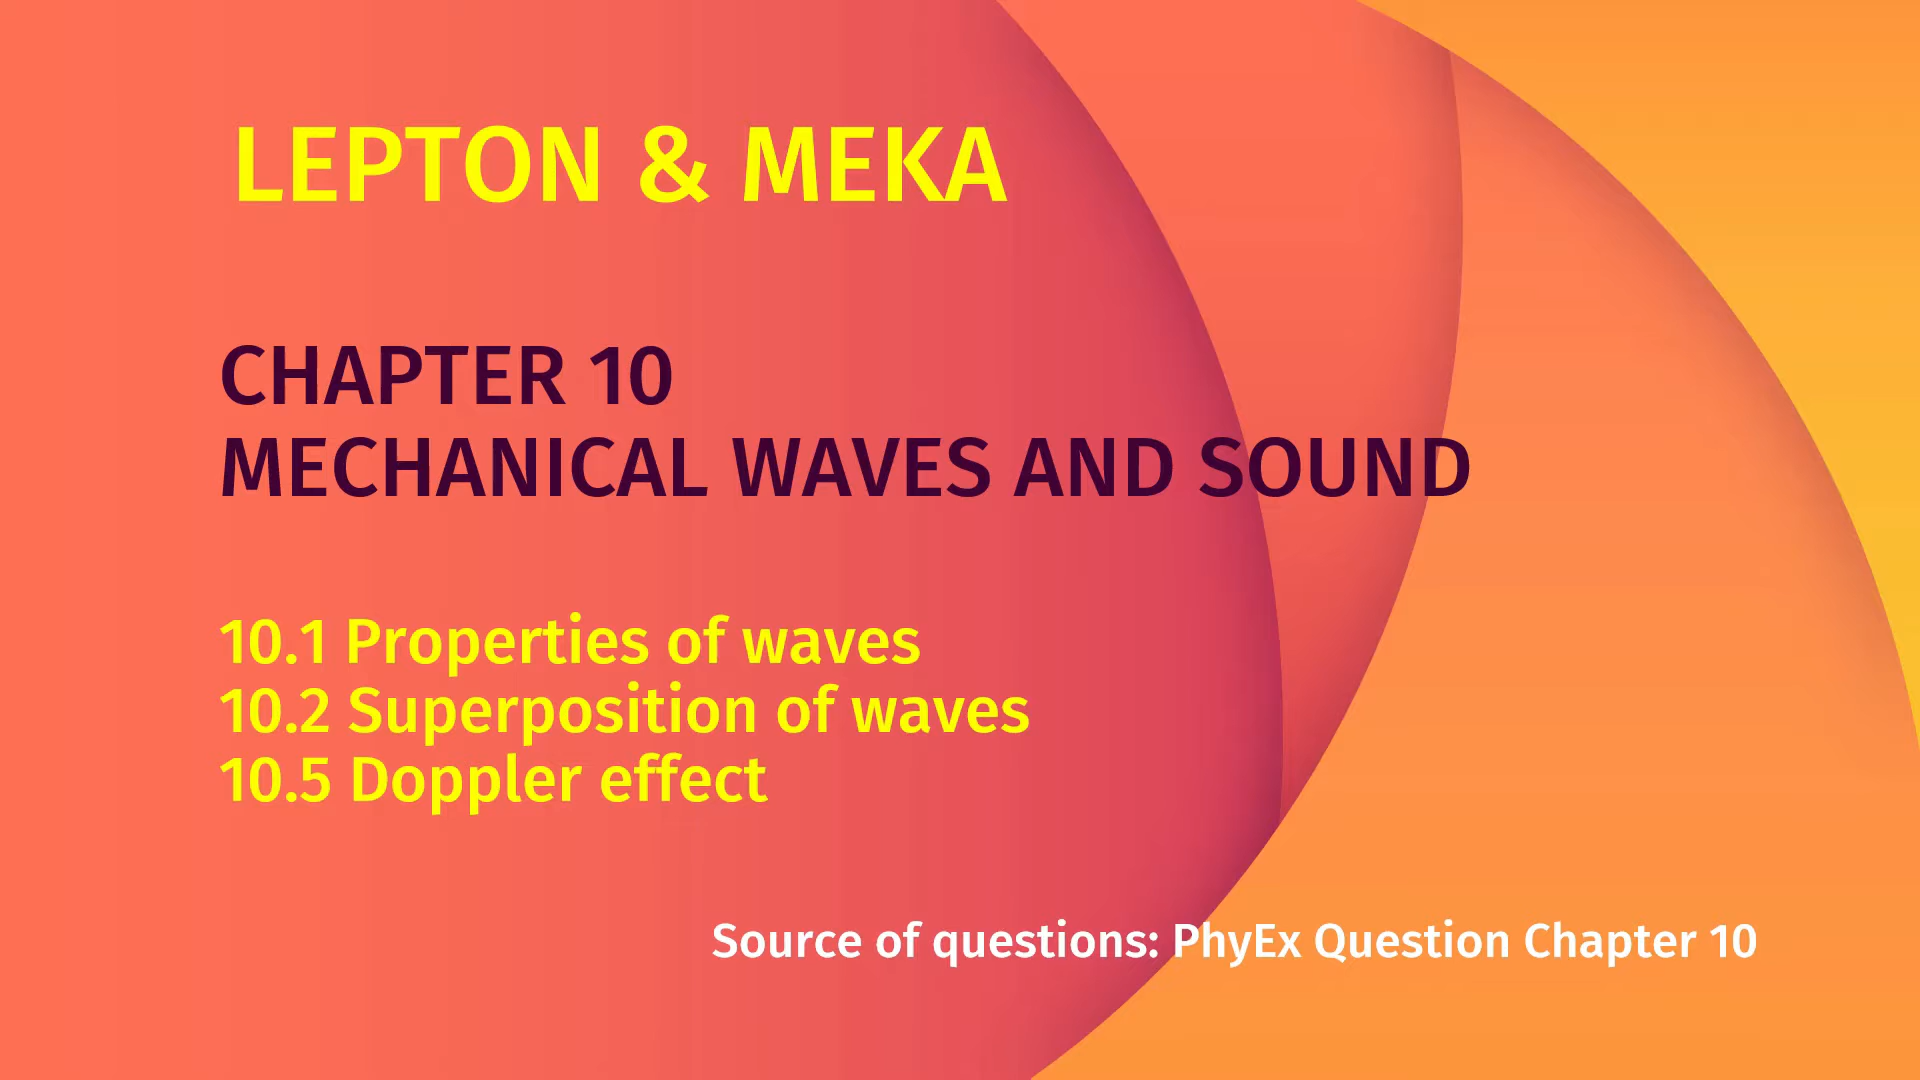 LEPTON & MEKA
CHAPTER 10
MECHANICAL WAVES AND SOUND
10.1 Properties of waves
10.2 Superposition of waves
10.5 Doppler effect
Source of questions: PhyEx Question Chapter 10